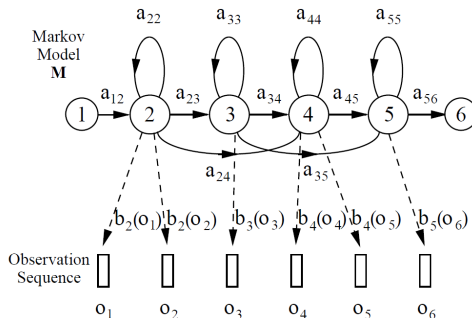 a₂₂ a₃₃ a₄₄ a₅₅
Markov
Model
M
a₁₂ a₂₃ a₃₄ a₄₅ a₅₆
1 2 3 4 5 6
a₂₄ a₃₅
b₂(o₁) b₂(o₂) b₃(o₃) b₄(o₄) b₄(o₅) b₅(o₆)
Observation
Sequence
o₁ o₂ o₃ o₄ o₅ o₆